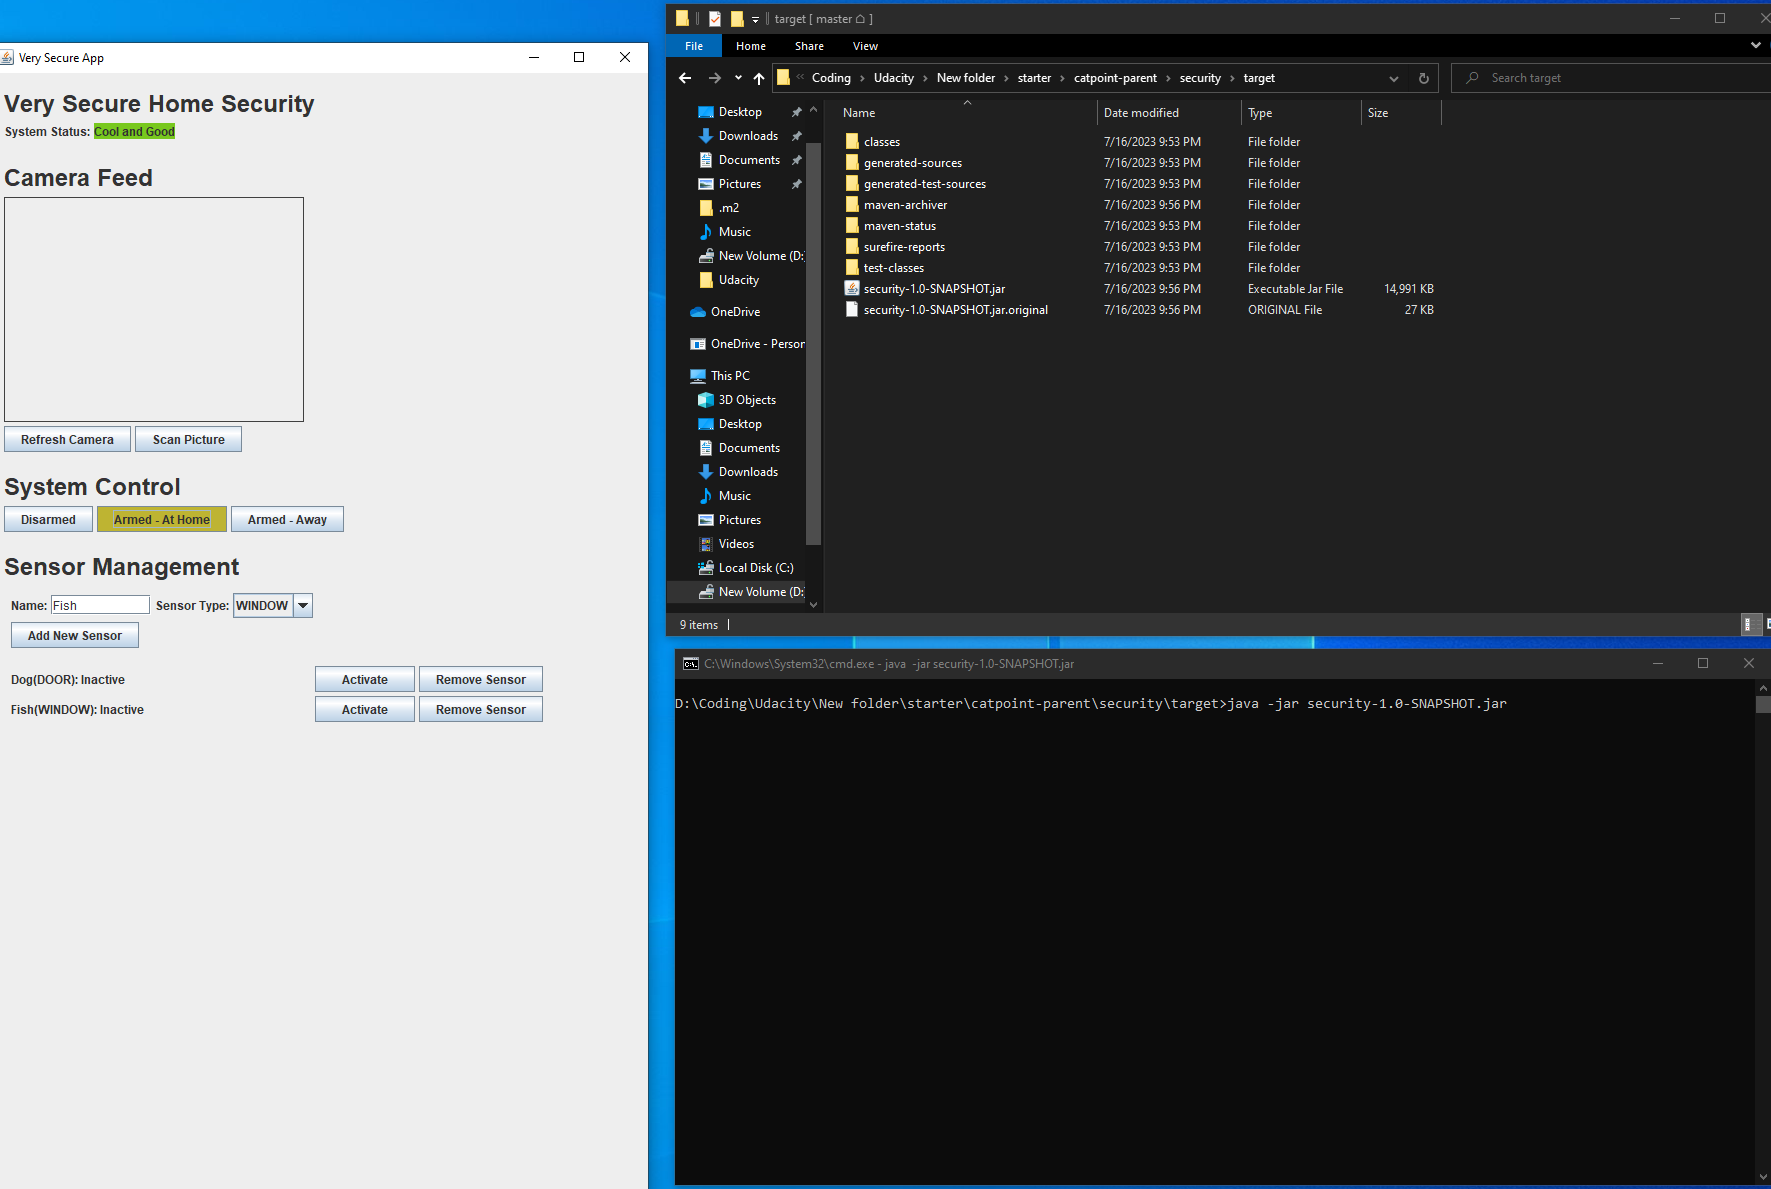 Very Secure App
Very Secure Home Security
System Status: Cool and Good
Camera Feed
Refresh Camera Scan Picture
System Control
Disarmed Armed - At Home Armed - Away
Sensor Management
Name: Fish Sensor Type: WINDOW
Add New Sensor
Dog(DOOR): Inactive Activate Remove Sensor
Fish(WINDOW): Inactive Activate Remove Sensor
target [ master ⌂ ]
File Home Share View
« Coding › Udacity › New folder › starter › catpoint-parent › security › target
Search target
Desktop
Downloads
Documents
Pictures
.m2
Music
New Volume (D:
Udacity
OneDrive
OneDrive - Person
This PC
3D Objects
Desktop
Documents
Downloads
Music
Pictures
Videos
Local Disk (C:)
New Volume (D:
Name Date modified Type Size
classes 7/16/2023 9:53 PM File folder
generated-sources 7/16/2023 9:53 PM File folder
generated-test-sources 7/16/2023 9:53 PM File folder
maven-archiver 7/16/2023 9:56 PM File folder
maven-status 7/16/2023 9:53 PM File folder
surefire-reports 7/16/2023 9:53 PM File folder
test-classes 7/16/2023 9:53 PM File folder
security-1.0-SNAPSHOT.jar 7/16/2023 9:56 PM Executable Jar File 14,991 KB
security-1.0-SNAPSHOT.jar.original 7/16/2023 9:56 PM ORIGINAL File 27 KB
9 items
C:\Windows\System32\cmd.exe - java -jar security-1.0-SNAPSHOT.jar
D:\Coding\Udacity\New folder\starter\catpoint-parent\security\target>java -jar security-1.0-SNAPSHOT.jar